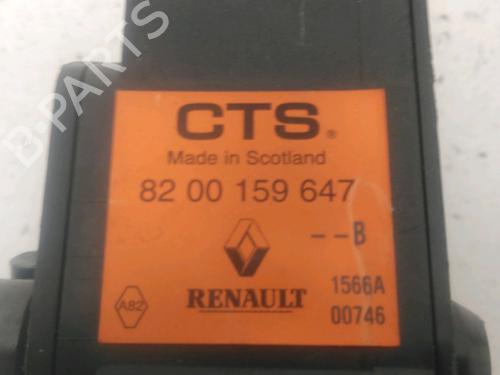 B-PARTS
CTS®
Made in Scotland
82 00 159 647
--B
RENAULT
A82
1566A
00746